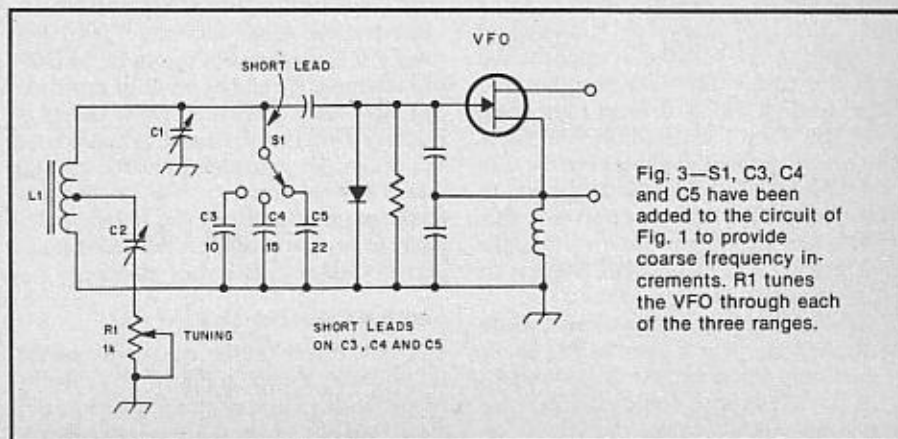 VFO
SHORT LEAD
S1
C1
L1
C2
C3
10
C4
15
C5
22
R1
1k
TUNING
SHORT LEADS
ON C3, C4 AND C5
Fig. 3—S1, C3, C4
and C5 have been
added to the circuit of
Fig. 1 to provide
coarse frequency in-
crements. R1 tunes
the VFO through each
of the three ranges.